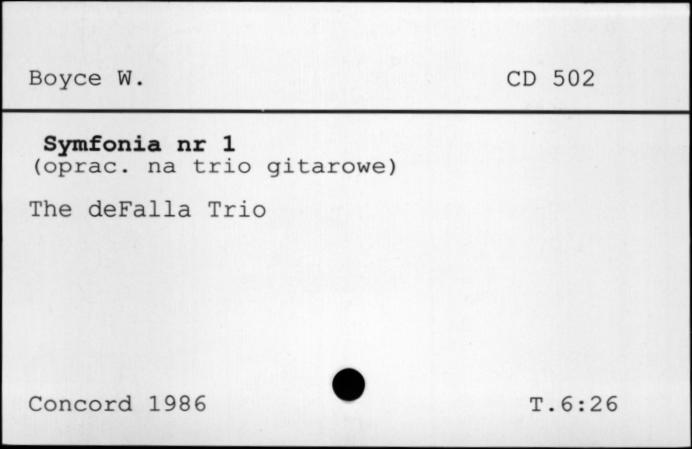 Boyce W. CD 502
Symfonia nr 1
(oprac. na trio gitarowe)
The deFalla Trio
Concord 1986 T.6:26